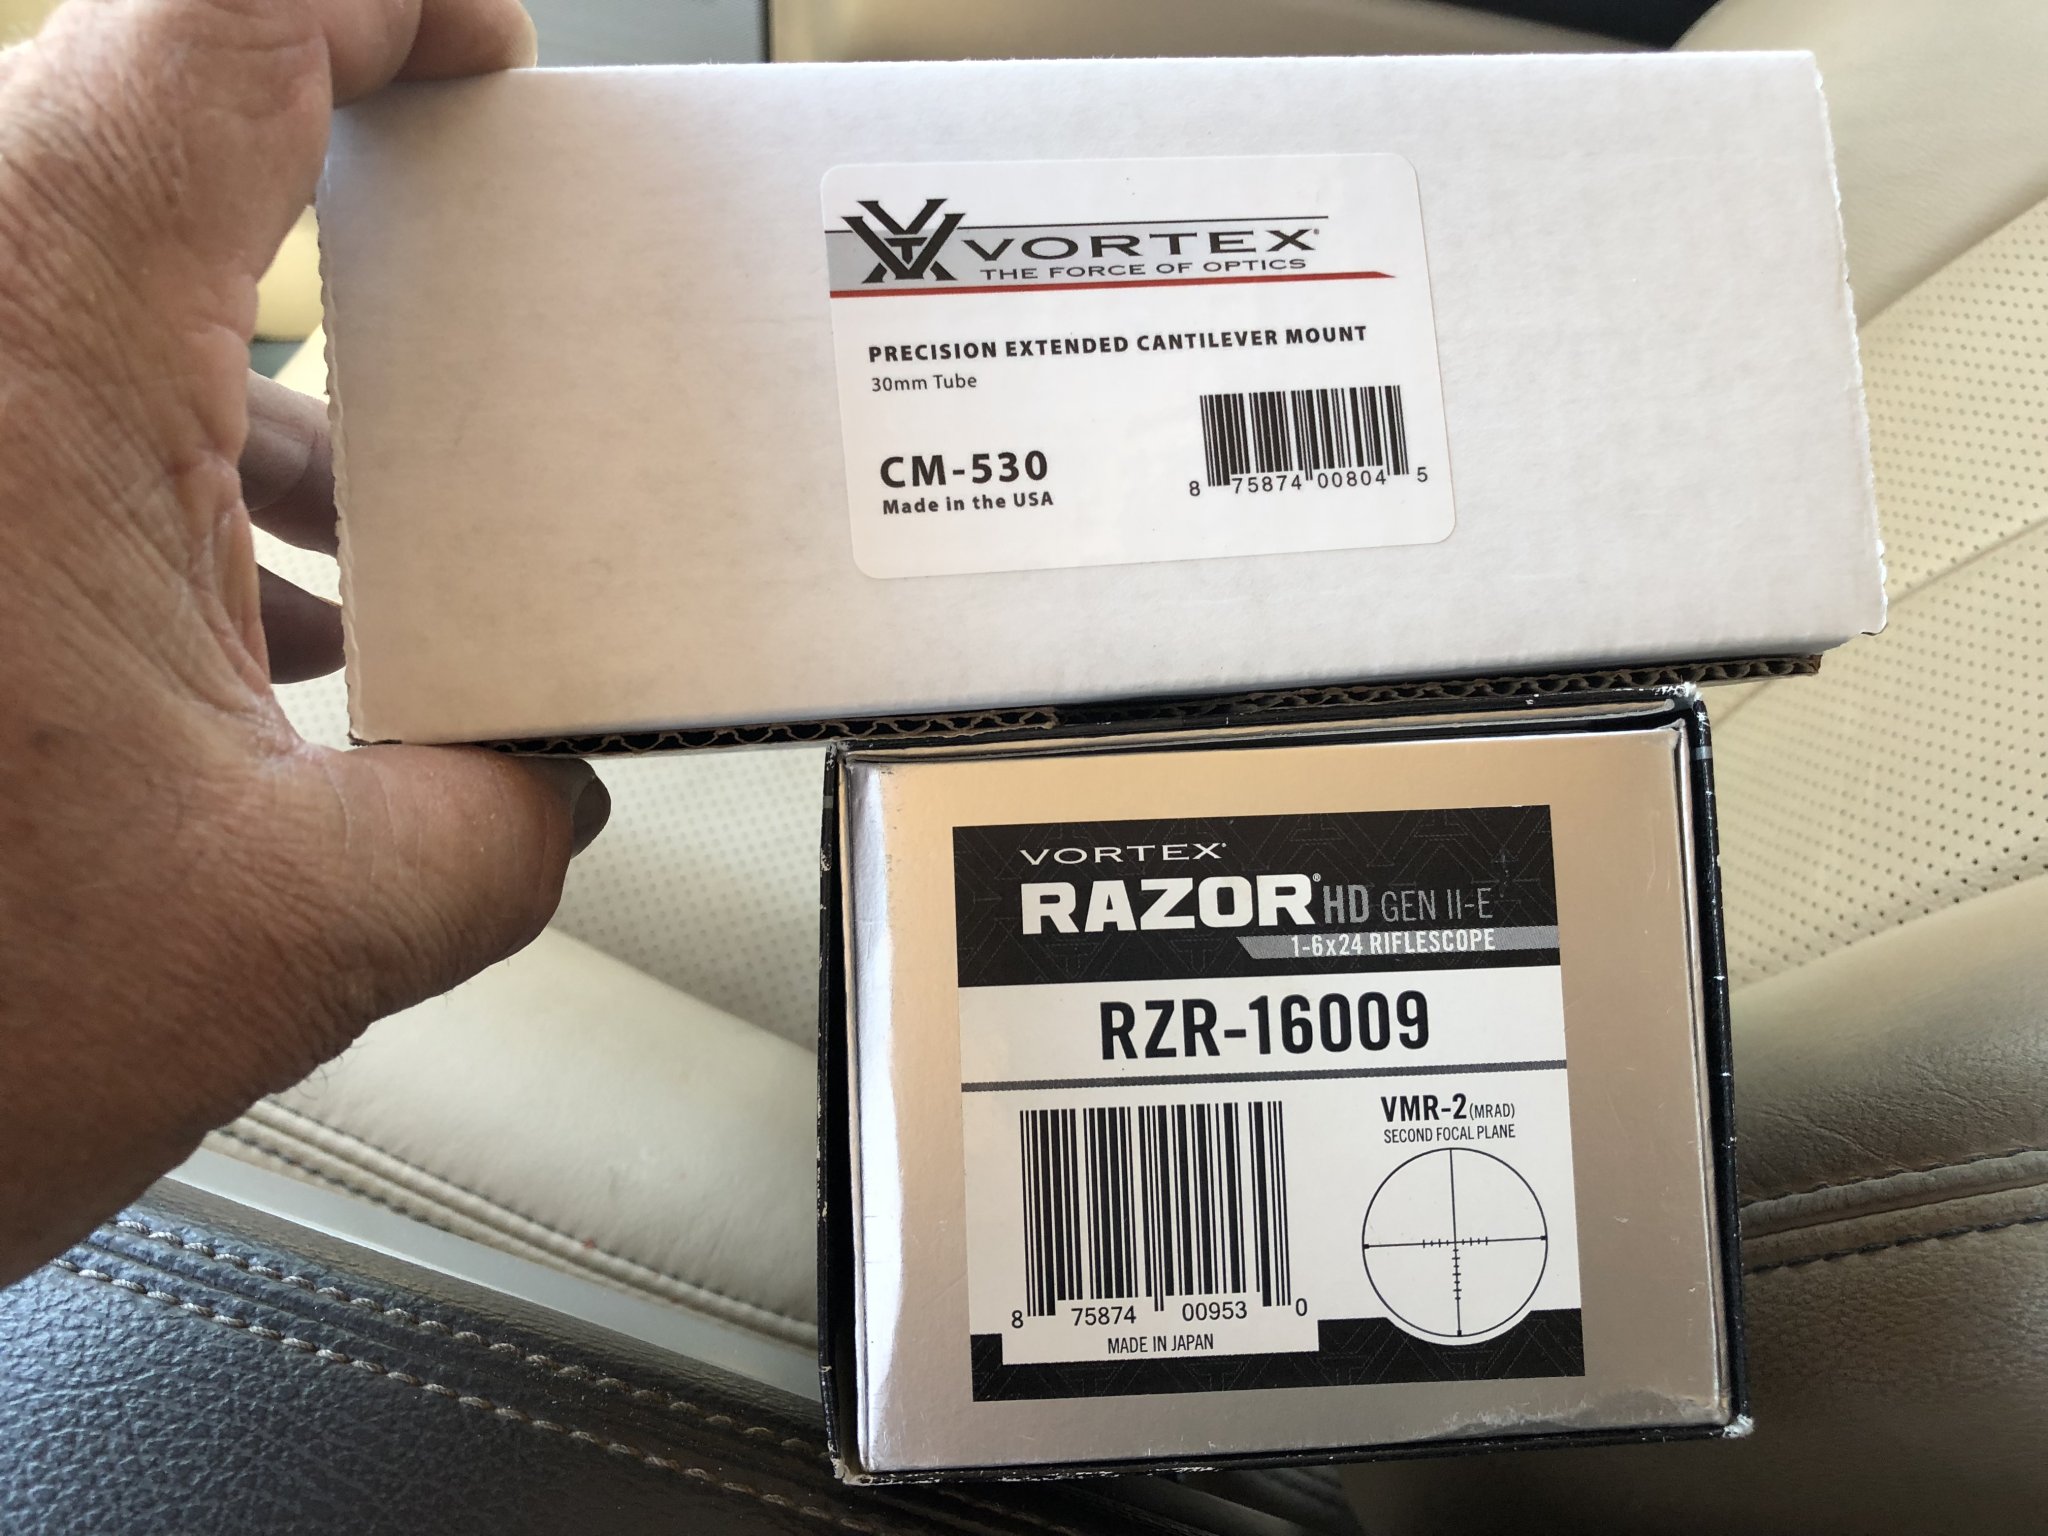 VORTEX®
THE FORCE OF OPTICS
PRECISION EXTENDED CANTILEVER MOUNT
30mm Tube
CM-530
Made in the USA
8 75874 00804 5
VORTEX®
RAZOR® HD GEN II-E
1-6x24 RIFLESCOPE
RZR-16009
VMR-2 (MRAD)
SECOND FOCAL PLANE
8 75874 00953 0
MADE IN JAPAN